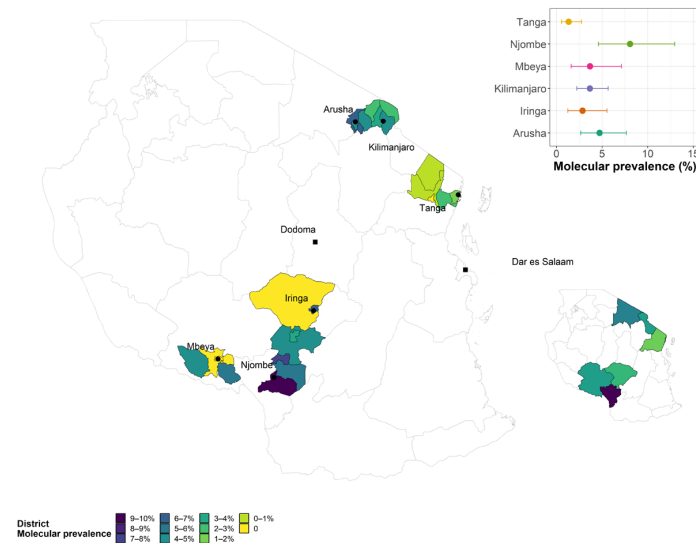 Tanga
Njombe
Mbeya
Kilimanjaro
Iringa
Arusha
0 5 10 15
Molecular prevalence (%)
Arusha
Kilimanjaro
Tanga
Dodoma
Dar es Salaam
Iringa
Mbeya
Njombe
District
Molecular prevalence
9–10% 6–7% 3–4% 0–1%
8–9% 5–6% 2–3% 0
7–8% 4–5% 1–2%